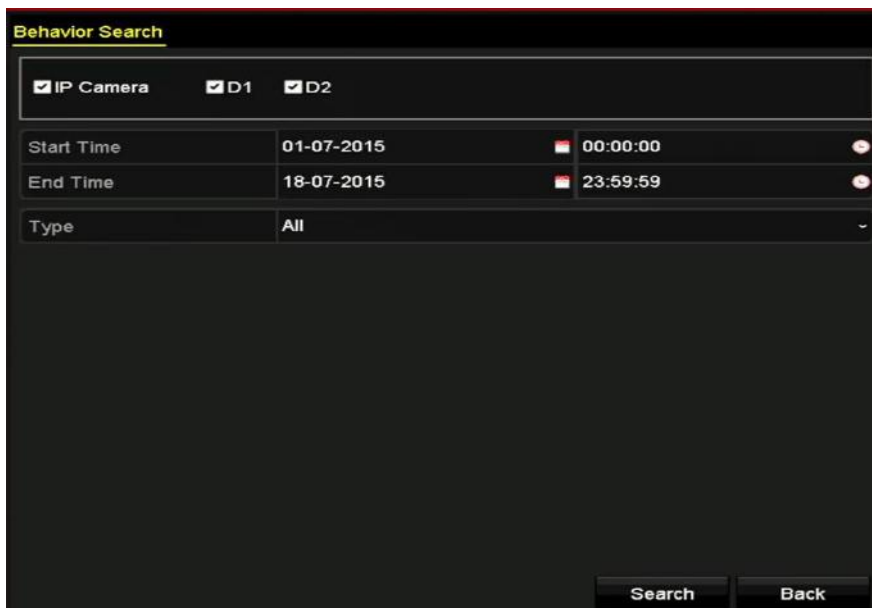 Behavior Search
IP Camera D1 D2
Start Time 01-07-2015 00:00:00
End Time 18-07-2015 23:59:59
Type All
Search Back